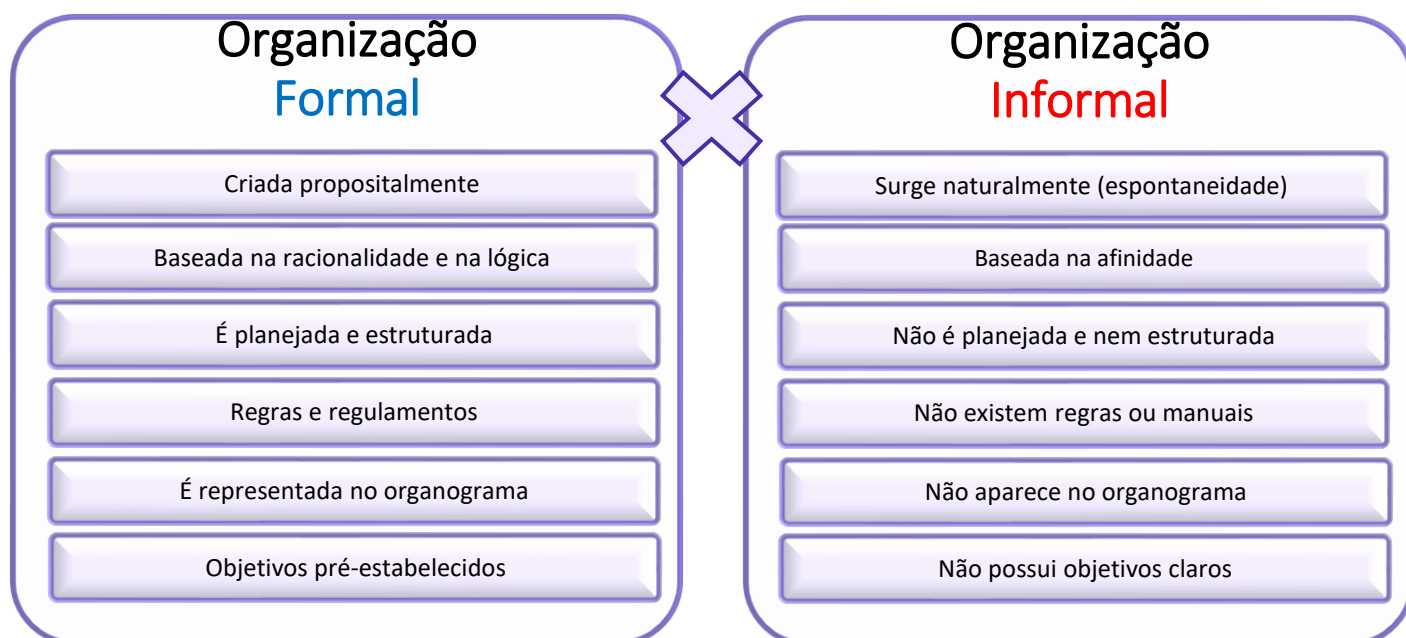 Organização
Formal
Criada propositalmente
Baseada na racionalidade e na lógica
É planejada e estruturada
Regras e regulamentos
É representada no organograma
Objetivos pré-estabelecidos
Organização
Informal
Surge naturalmente (espontaneidade)
Baseada na afinidade
Não é planejada e nem estruturada
Não existem regras ou manuais
Não aparece no organograma
Não possui objetivos claros